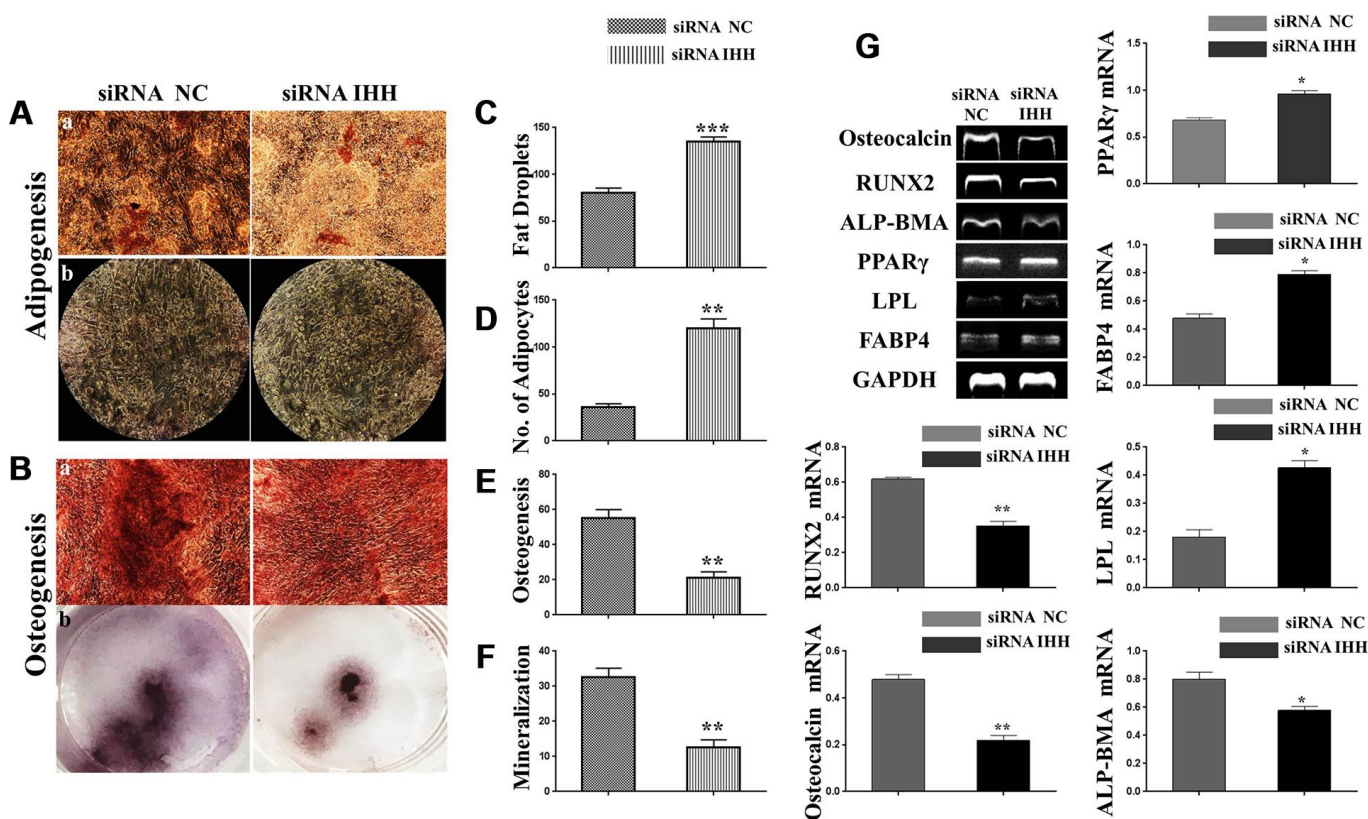 siRNA NC
siRNA IHH
A
siRNA NC
siRNA IHH
a
b
Adipogenesis
B
a
b
Osteogenesis
C
Fat Droplets
150
100
50
0
***
D
No. of Adipocytes
150
100
50
0
**
E
Osteogenesis
80
60
40
20
0
**
F
Mineralization
40
30
20
10
0
**
G
siRNA NC
siRNA IHH
Osteocalcin
RUNX2
ALP-BMA
PPARγ
LPL
FABP4
GAPDH
siRNA NC
siRNA IHH
PPARγ mRNA
1.5
1.0
0.5
0.0
*
siRNA NC
siRNA IHH
FABP4 mRNA
1.0
0.8
0.6
0.4
0.2
0.0
*
siRNA NC
siRNA IHH
RUNX2 mRNA
0.8
0.6
0.4
0.2
0.0
**
siRNA NC
siRNA IHH
LPL mRNA
0.5
0.4
0.3
0.2
0.1
0.0
*
siRNA NC
siRNA IHH
Osteocalcin mRNA
0.6
0.4
0.2
0.0
**
siRNA NC
siRNA IHH
ALP-BMA mRNA
1.0
0.8
0.6
0.4
0.2
0.0
*